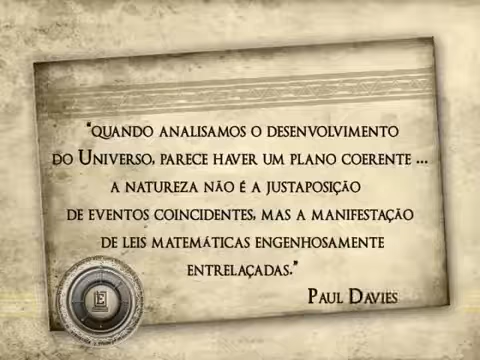 "QUANDO ANALISAMOS O DESENVOLVIMENTO
DO UNIVERSO, PARECE HAVER UM PLANO COERENTE ...
A NATUREZA NÃO É A JUSTAPOSIÇÃO
DE EVENTOS COINCIDENTES, MAS A MANIFESTAÇÃO
DE LEIS MATEMÁTICAS ENGENHOSAMENTE
ENTRELAÇADAS."
PAUL DAVIES